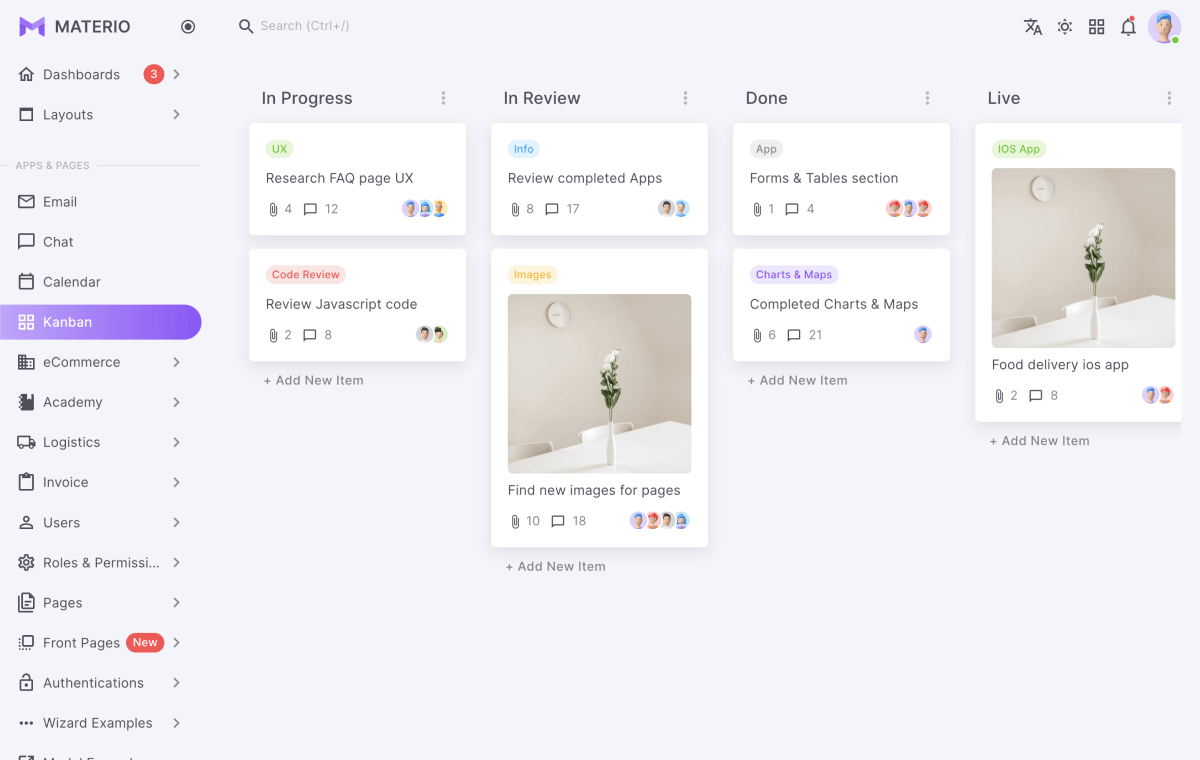 MATERIO
Search (Ctrl+/)
Dashboards 3
Layouts
APPS & PAGES
Email
Chat
Calendar
Kanban
eCommerce
Academy
Logistics
Invoice
Users
Roles & Permissi...
Pages
Front Pages New
Authentications
Wizard Examples
In Progress
UX
Research FAQ page UX
4 12
Code Review
Review Javascript code
2 8
+ Add New Item
In Review
Info
Review completed Apps
8 17
Images
Find new images for pages
10 18
+ Add New Item
Done
App
Forms & Tables section
1 4
Charts & Maps
Completed Charts & Maps
6 21
+ Add New Item
Live
IOS App
Food delivery ios app
2 8
+ Add New Item